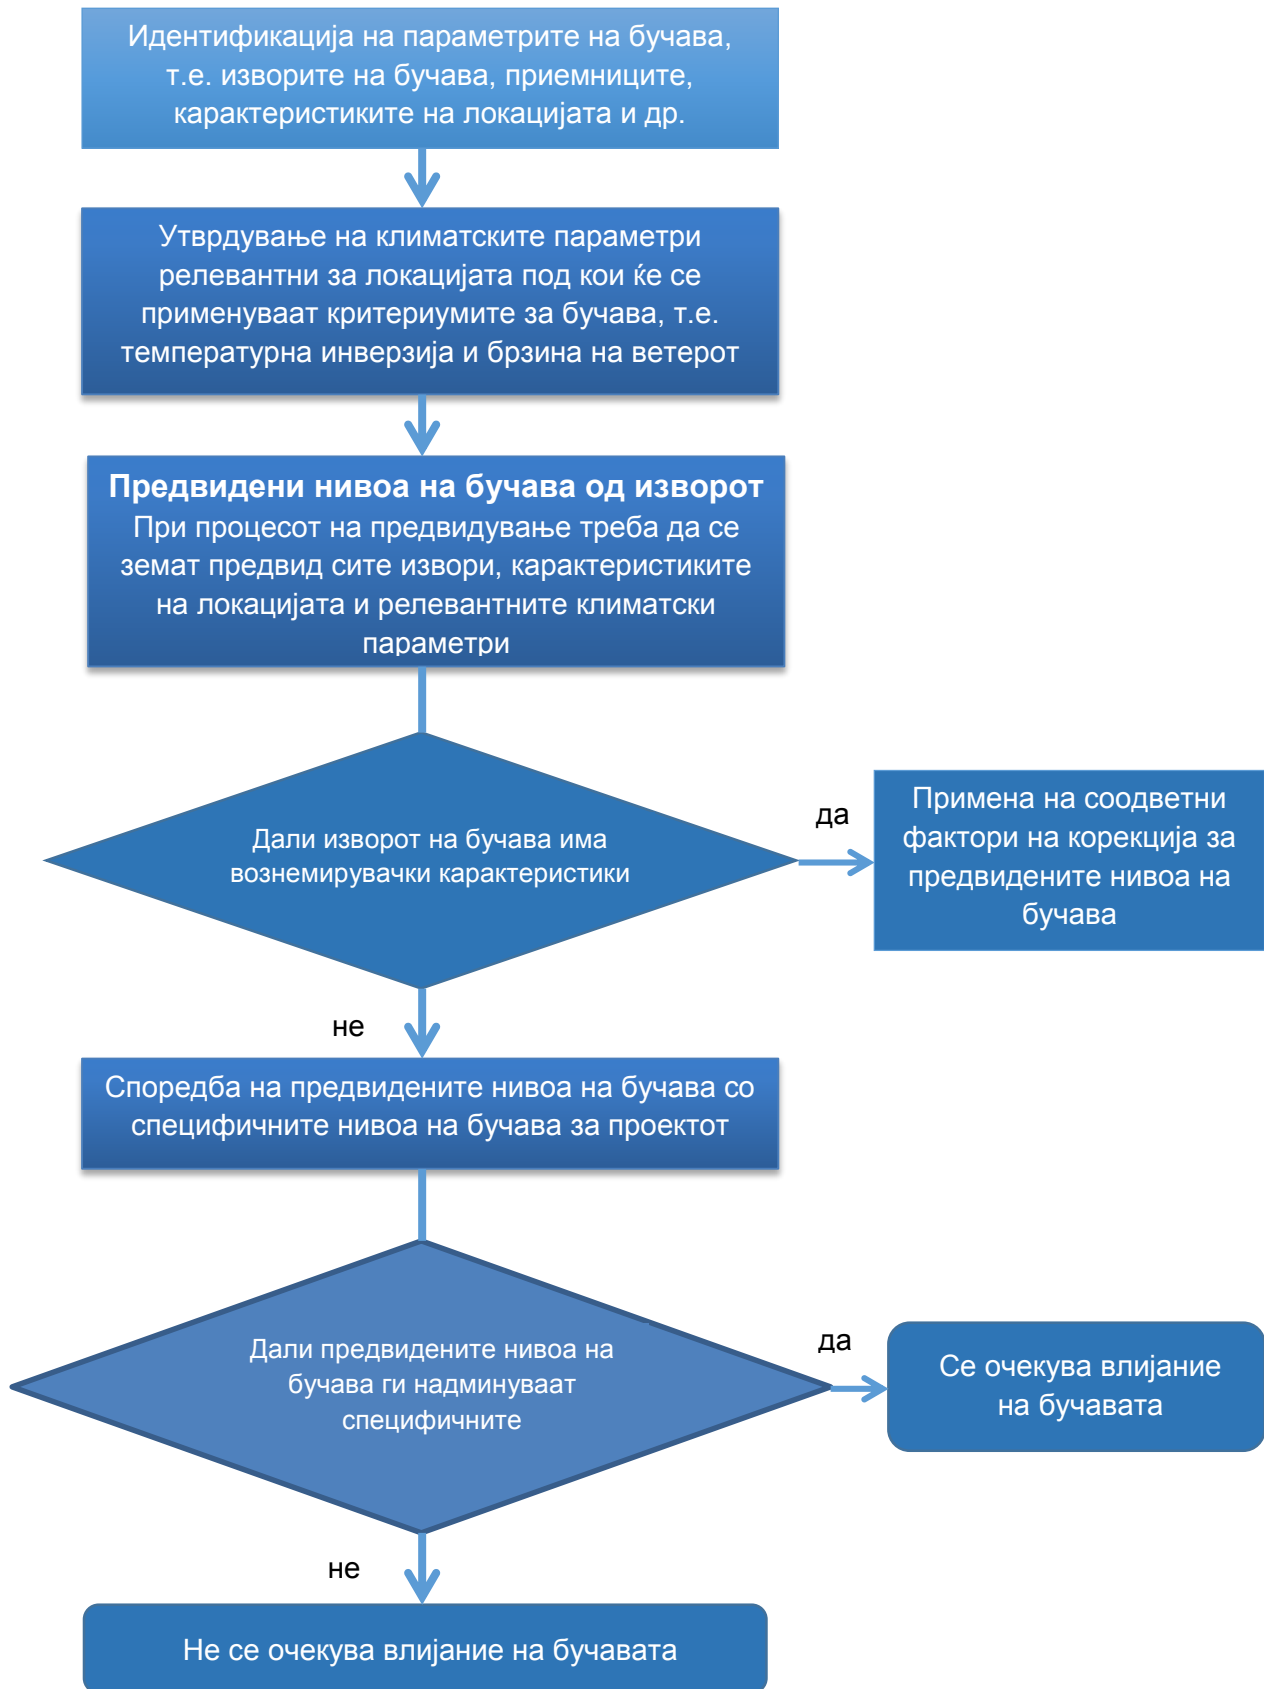 Идентификација на параметрите на бучава,
т.е. изворите на бучава, приемниците,
карактеристиките на локацијата и др.
Утврдување на климатските параметри
релевантни за локацијата под кои ќе се
применуваат критериумите за бучава, т.е.
температурна инверзија и брзина на ветерот
Предвидени нивоа на бучава од изворот
При процесот на предвидување треба да се
земат предвид сите извори, карактеристиките
на локацијата и релевантните климатски
параметри
Дали изворот на бучава има
вознемирувачки карактеристики
да
Примена на соодветни
фактори на корекција за
предвидените нивоа на
бучава
не
Споредба на предвидените нивоа на бучава со
специфичните нивоа на бучава за проектот
Дали предвидените нивоа на
бучава ги надминуваат
специфичните
да
Се очекува влијание
на бучавата
не
Не се очекува влијание на бучавата